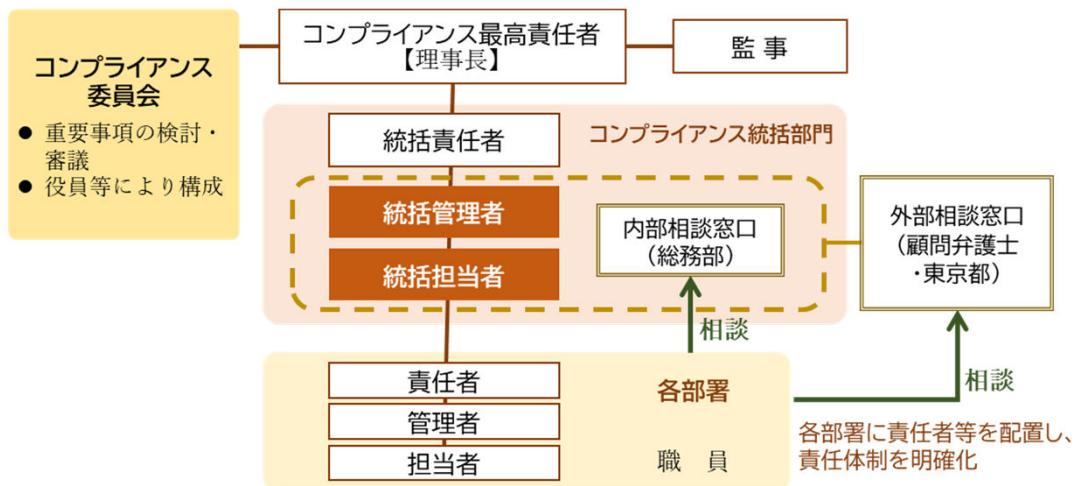 コンプライアンス最高責任者
【理事長】
監 事
コンプライアンス
委員会
● 重要事項の検討・
審議
● 役員等により構成
コンプライアンス統括部門
統括責任者
統括管理者
統括担当者
内部相談窓口
（総務部）
外部相談窓口
（顧問弁護士
・東京都）
相談
相談
責任者
管理者
担当者
各部署
職 員
各部署に責任者等を配置し、
責任体制を明確化